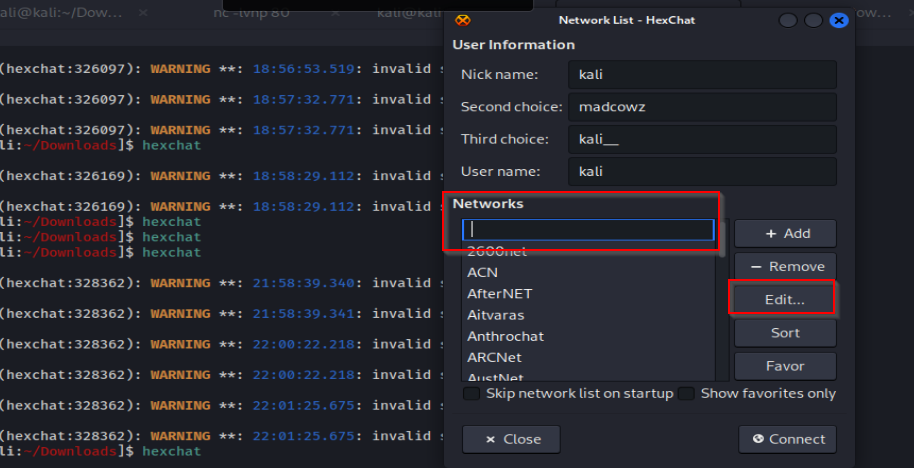 ali@kali:~/Dow...
nc -lvnp 80
kali@kali
ow...
(hexchat:326097): WARNING **: 18:56:53.519: invalid s
(hexchat:326097): WARNING **: 18:57:32.771: invalid s
(hexchat:326097): WARNING **: 18:57:32.771: invalid s
li:~/Downloads]$ hexchat
(hexchat:326169): WARNING **: 18:58:29.112: invalid s
(hexchat:326169): WARNING **: 18:58:29.112: invalid s
li:~/Downloads]$ hexchat
li:~/Downloads]$ hexchat
li:~/Downloads]$ hexchat
(hexchat:328362): WARNING **: 21:58:39.340: invalid s
(hexchat:328362): WARNING **: 21:58:39.341: invalid s
(hexchat:328362): WARNING **: 22:00:22.218: invalid s
(hexchat:328362): WARNING **: 22:00:22.218: invalid s
(hexchat:328362): WARNING **: 22:01:25.675: invalid s
(hexchat:328362): WARNING **: 22:01:25.675: invalid s
li:~/Downloads]$ hexchat
Network List - HexChat
User Information
Nick name: kali
Second choice: madcowz
Third choice: kali__
User name: kali
Networks
2600net
ACN
AfterNET
Aitvaras
Anthrochat
ARCNet
AustNet
+ Add
− Remove
Edit...
Sort
Favor
Skip network list on startup
Show favorites only
× Close
Connect